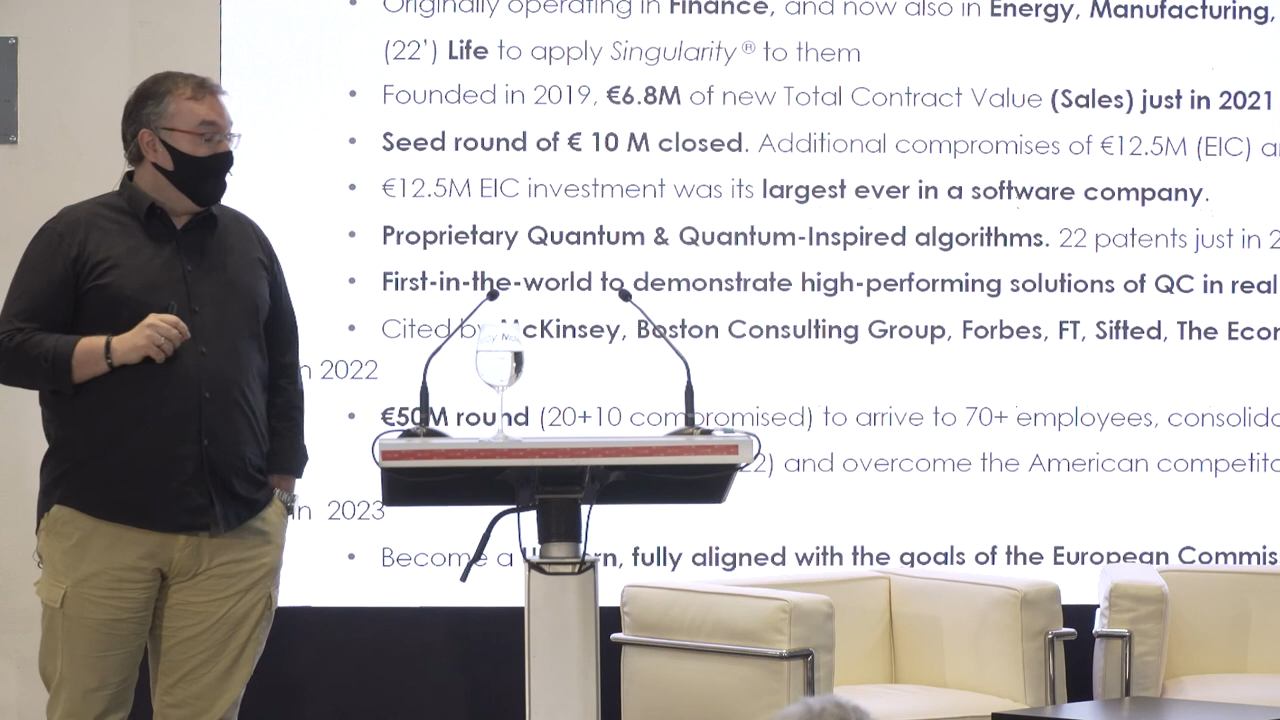 Originally operating in Finance, and now also in Energy, Manufacturing,
(22’) Life to apply Singularity ® to them
Founded in 2019, €6.8M of new Total Contract Value (Sales) just in 2021
Seed round of € 10 M closed. Additional compromises of €12.5M (EIC)
€12.5M EIC investment was its largest ever in a software company.
Proprietary Quantum & Quantum-Inspired algorithms. 22 patents just in
First-in-the-world to demonstrate high-performing solutions of QC in real
Cited by McKinsey, Boston Consulting Group, Forbes, FT, Sifted, The
2022
€50M round (20+10 compromised) to arrive to 70+ employees,
and overcome the American
in 2023
Become a fully aligned with the goals of the European